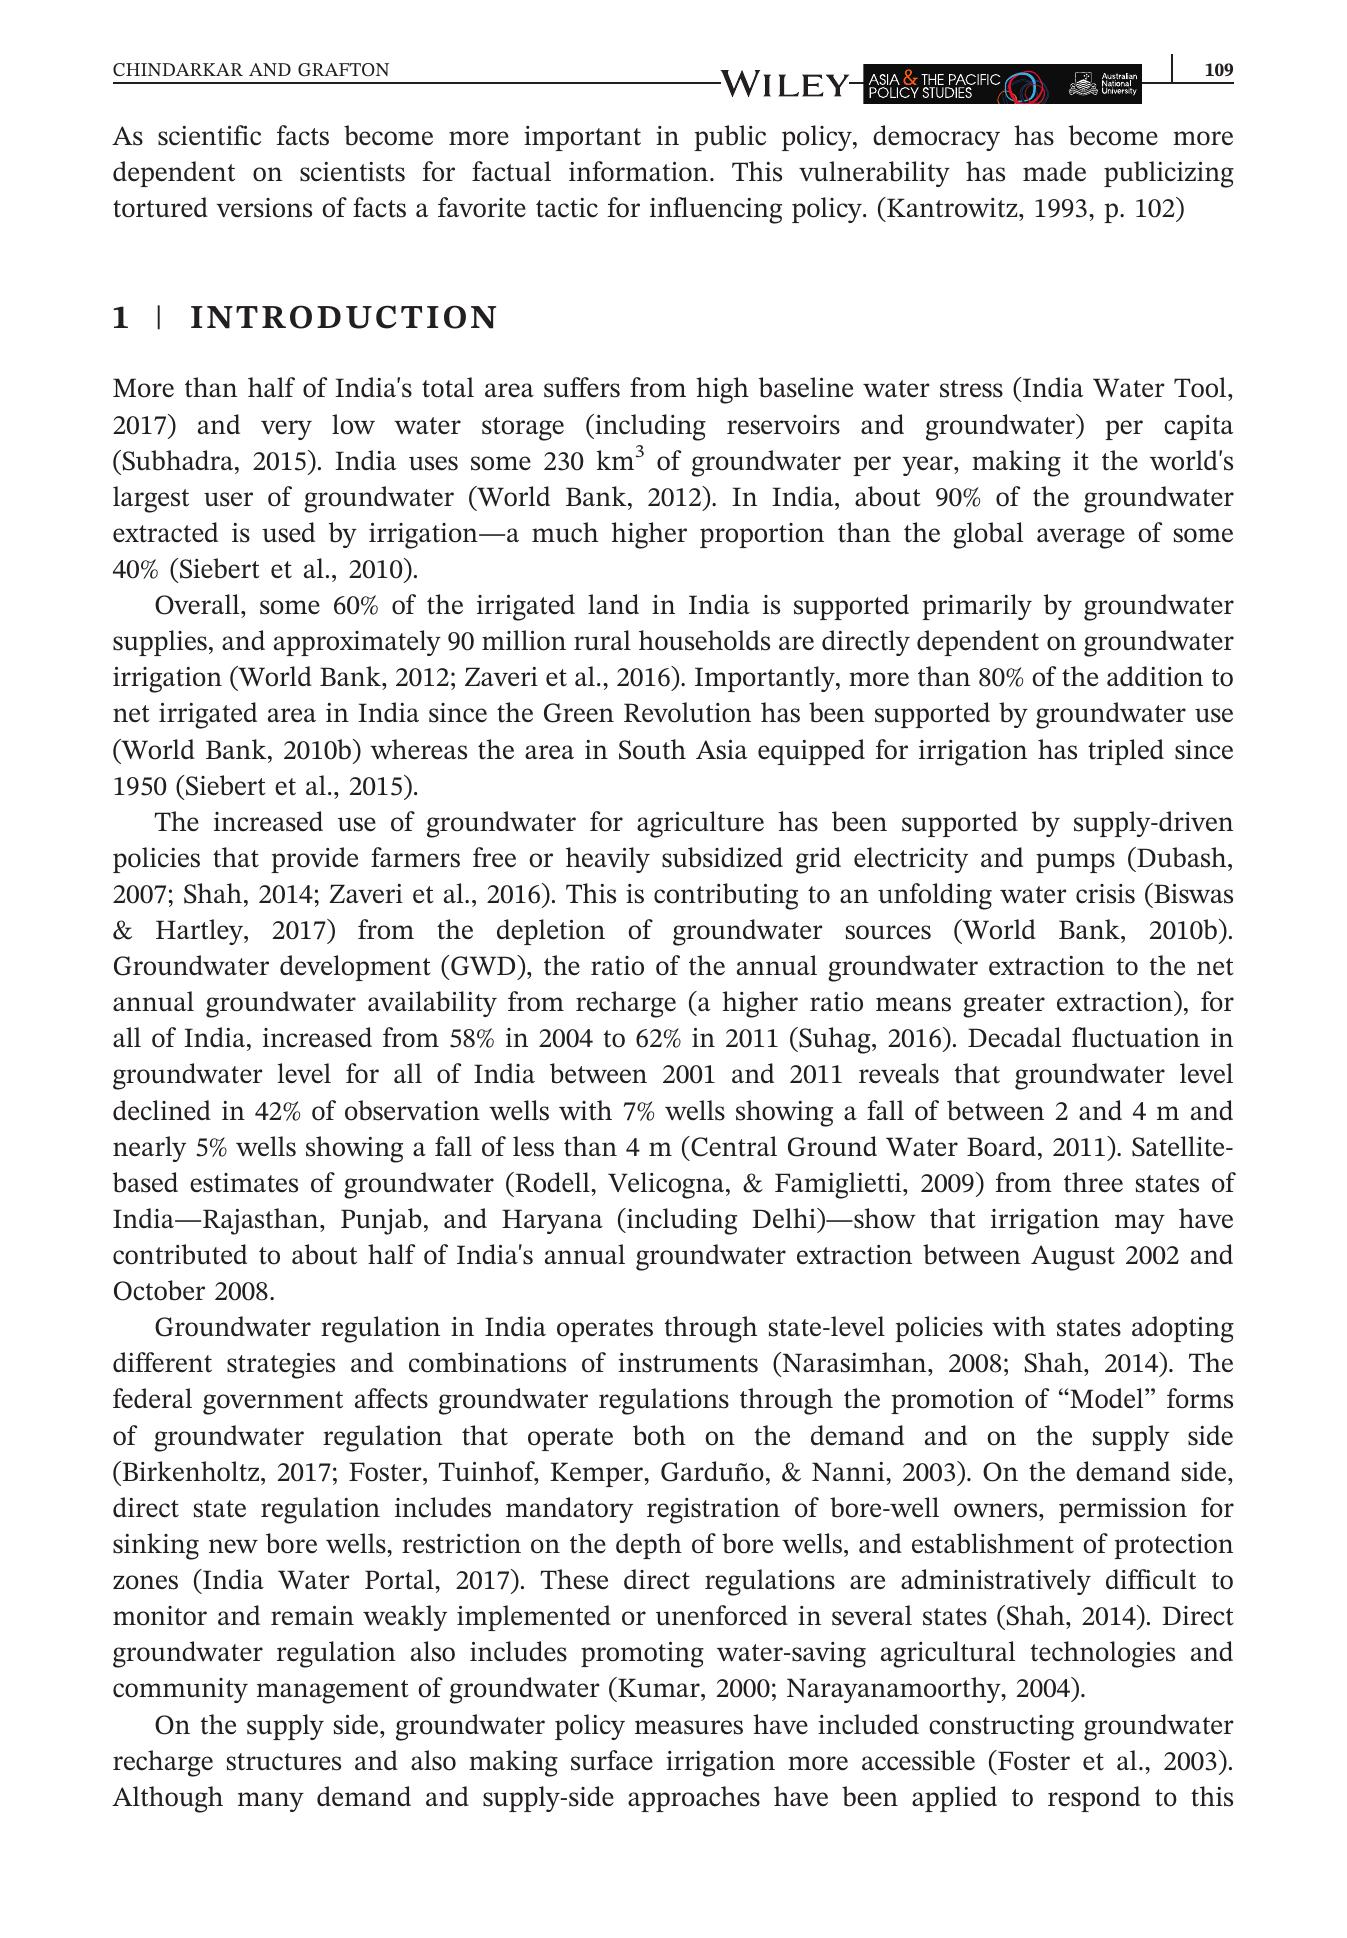 CHINDARKAR AND GRAFTON
WILEY
ASIA & THE PACIFIC
POLICY STUDIES
Australian
National
University
109
As scientific facts become more important in public policy, democracy has become more
dependent on scientists for factual information. This vulnerability has made publicizing
tortured versions of facts a favorite tactic for influencing policy. (Kantrowitz, 1993, p. 102)
1 | INTRODUCTION
More than half of India's total area suffers from high baseline water stress (India Water Tool,
2017) and very low water storage (including reservoirs and groundwater) per capita
(Subhadra, 2015). India uses some 230 km³ of groundwater per year, making it the world's
largest user of groundwater (World Bank, 2012). In India, about 90% of the groundwater
extracted is used by irrigation—a much higher proportion than the global average of some
40% (Siebert et al., 2010).
Overall, some 60% of the irrigated land in India is supported primarily by groundwater
supplies, and approximately 90 million rural households are directly dependent on groundwater
irrigation (World Bank, 2012; Zaveri et al., 2016). Importantly, more than 80% of the addition to
net irrigated area in India since the Green Revolution has been supported by groundwater use
(World Bank, 2010b) whereas the area in South Asia equipped for irrigation has tripled since
1950 (Siebert et al., 2015).
The increased use of groundwater for agriculture has been supported by supply-driven
policies that provide farmers free or heavily subsidized grid electricity and pumps (Dubash,
2007; Shah, 2014; Zaveri et al., 2016). This is contributing to an unfolding water crisis (Biswas
& Hartley, 2017) from the depletion of groundwater sources (World Bank, 2010b).
Groundwater development (GWD), the ratio of the annual groundwater extraction to the net
annual groundwater availability from recharge (a higher ratio means greater extraction), for
all of India, increased from 58% in 2004 to 62% in 2011 (Suhag, 2016). Decadal fluctuation in
groundwater level for all of India between 2001 and 2011 reveals that groundwater level
declined in 42% of observation wells with 7% wells showing a fall of between 2 and 4 m and
nearly 5% wells showing a fall of less than 4 m (Central Ground Water Board, 2011). Satellite-
based estimates of groundwater (Rodell, Velicogna, & Famiglietti, 2009) from three states of
India—Rajasthan, Punjab, and Haryana (including Delhi)—show that irrigation may have
contributed to about half of India's annual groundwater extraction between August 2002 and
October 2008.
Groundwater regulation in India operates through state-level policies with states adopting
different strategies and combinations of instruments (Narasimhan, 2008; Shah, 2014). The
federal government affects groundwater regulations through the promotion of “Model” forms
of groundwater regulation that operate both on the demand and on the supply side
(Birkenholtz, 2017; Foster, Tuinhof, Kemper, Garduño, & Nanni, 2003). On the demand side,
direct state regulation includes mandatory registration of bore-well owners, permission for
sinking new bore wells, restriction on the depth of bore wells, and establishment of protection
zones (India Water Portal, 2017). These direct regulations are administratively difficult to
monitor and remain weakly implemented or unenforced in several states (Shah, 2014). Direct
groundwater regulation also includes promoting water-saving agricultural technologies and
community management of groundwater (Kumar, 2000; Narayanamoorthy, 2004).
On the supply side, groundwater policy measures have included constructing groundwater
recharge structures and also making surface irrigation more accessible (Foster et al., 2003).
Although many demand and supply-side approaches have been applied to respond to this